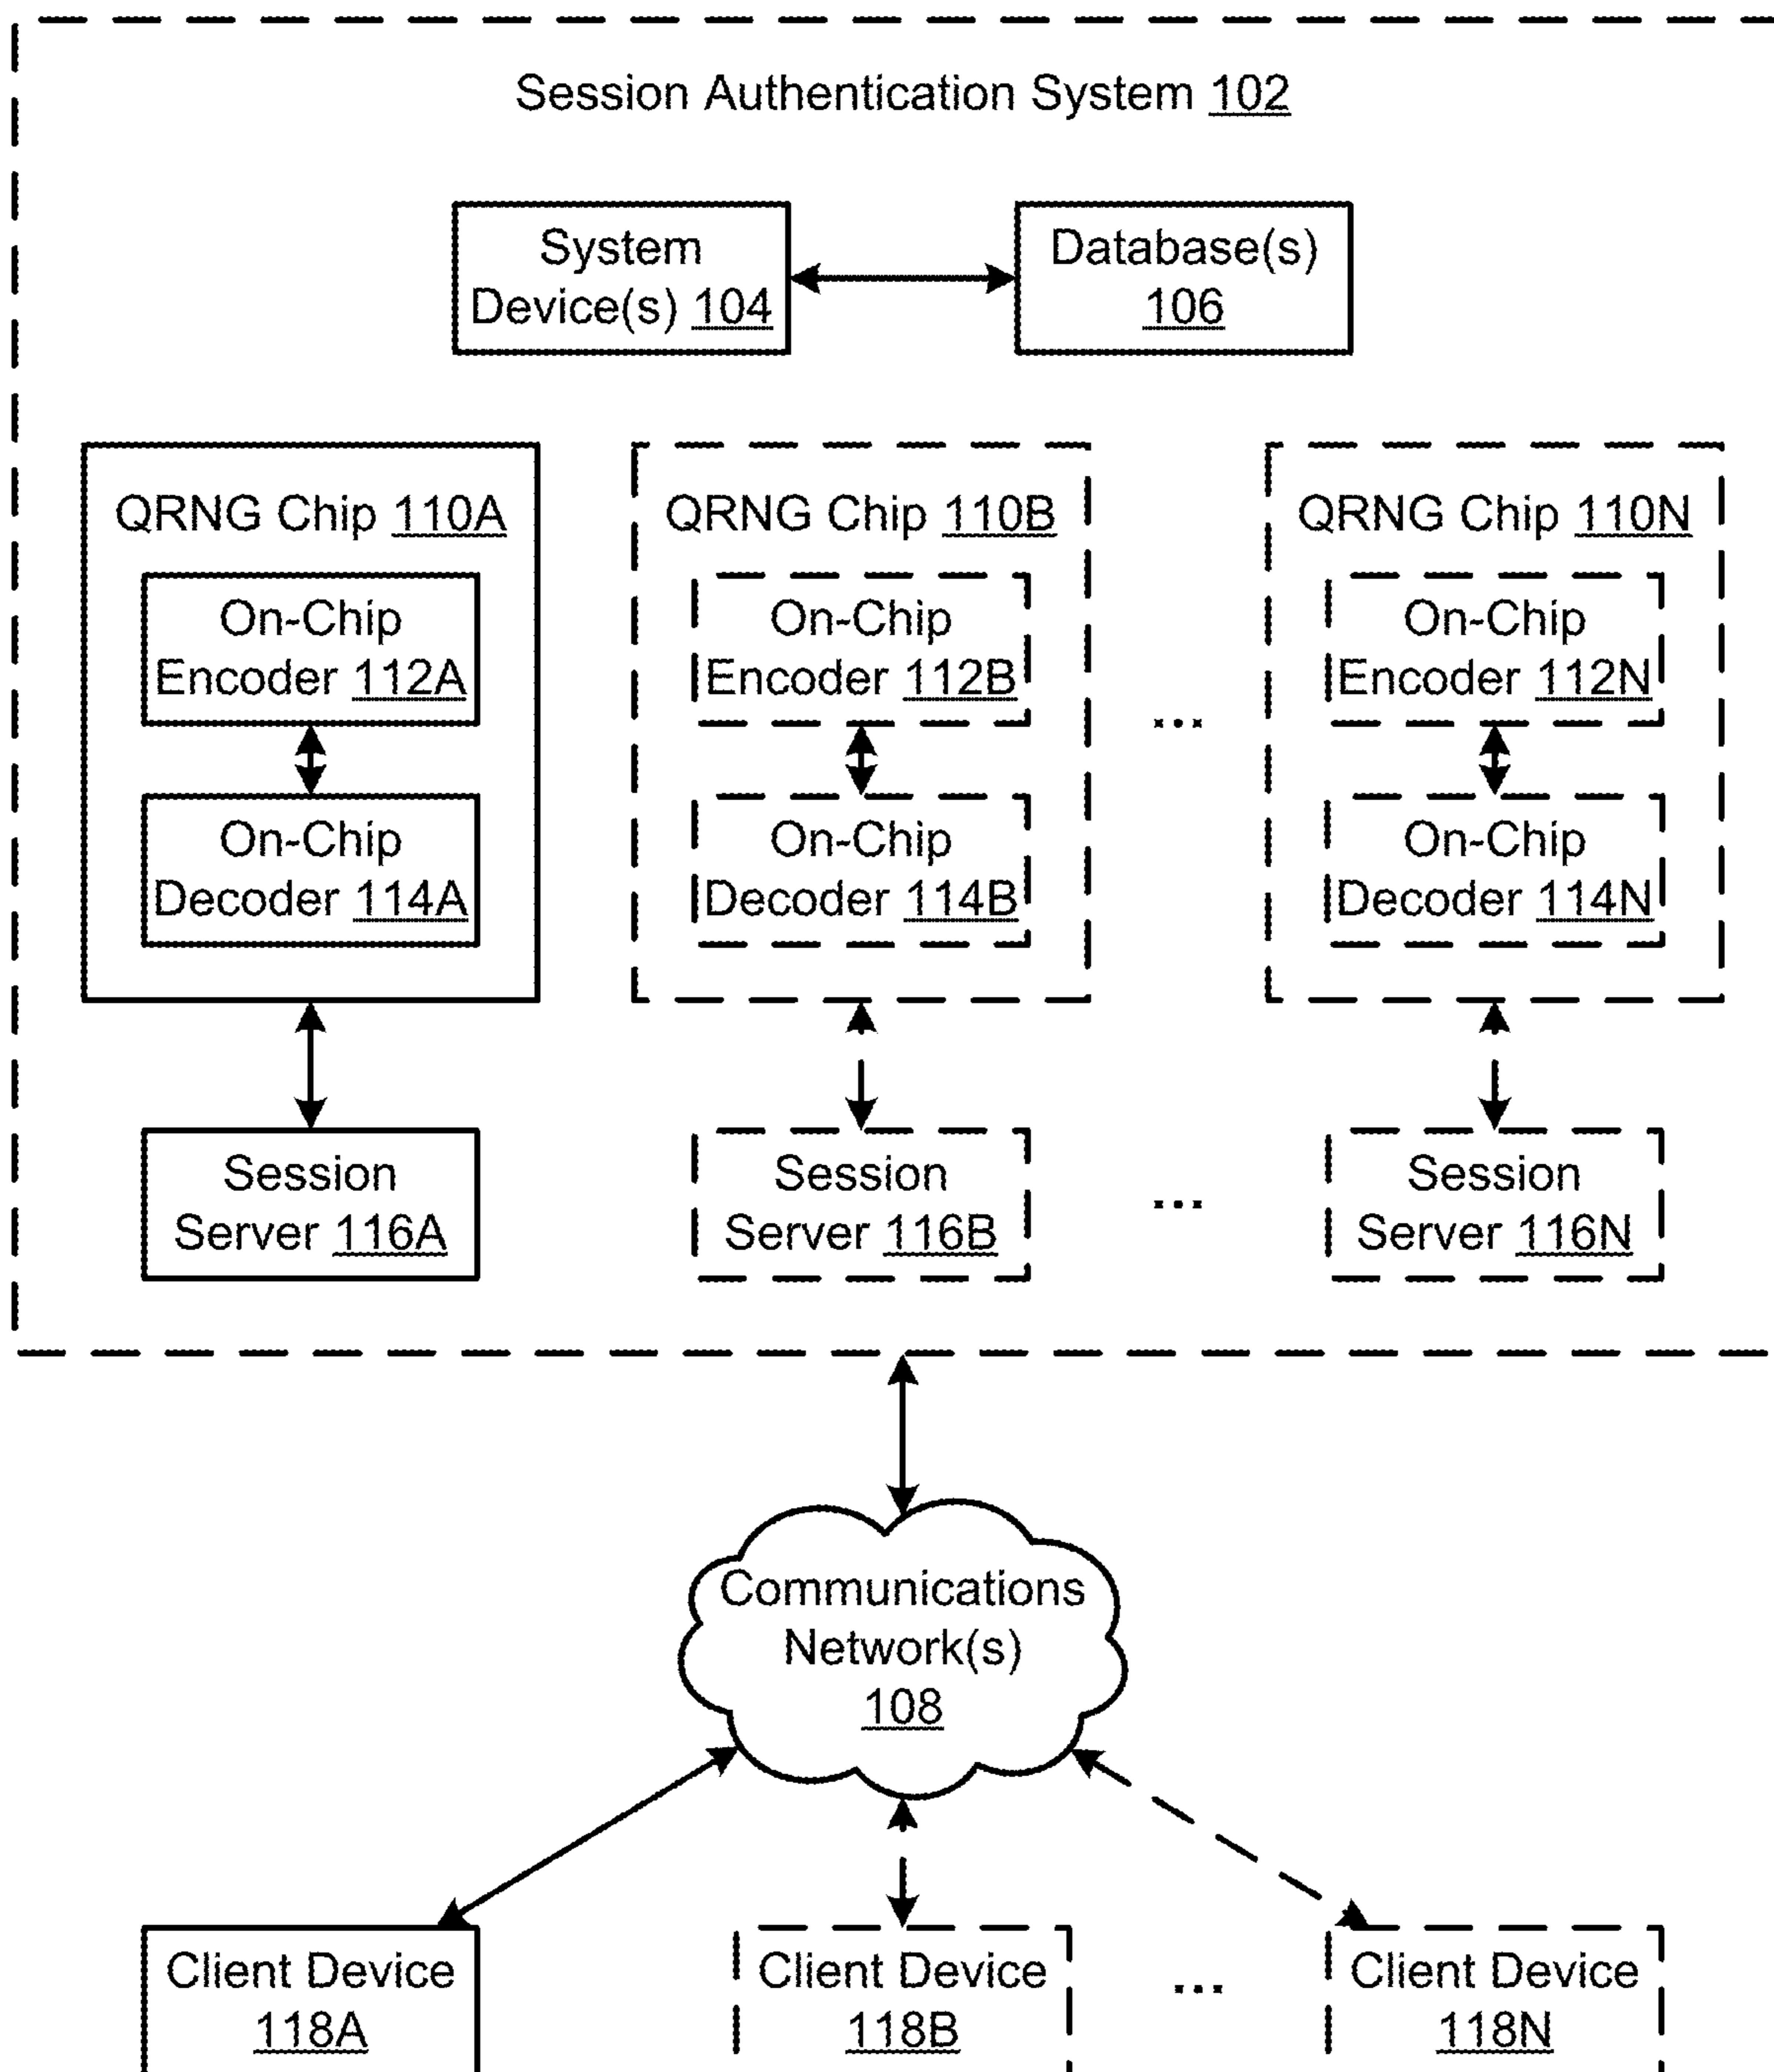 Session Authentication System 102
System
Device(s) 104
Database(s)
106
QRNG Chip 110A
On-Chip
Encoder 112A
On-Chip
Decoder 114A
QRNG Chip 110B
On-Chip
Encoder 112B
On-Chip
Decoder 114B
...
QRNG Chip 110N
On-Chip
Encoder 112N
On-Chip
Decoder 114N
Session
Server 116A
Session
Server 116B
...
Session
Server 116N
Communications
Network(s)
108
Client Device
118A
Client Device
118B
...
Client Device
118N